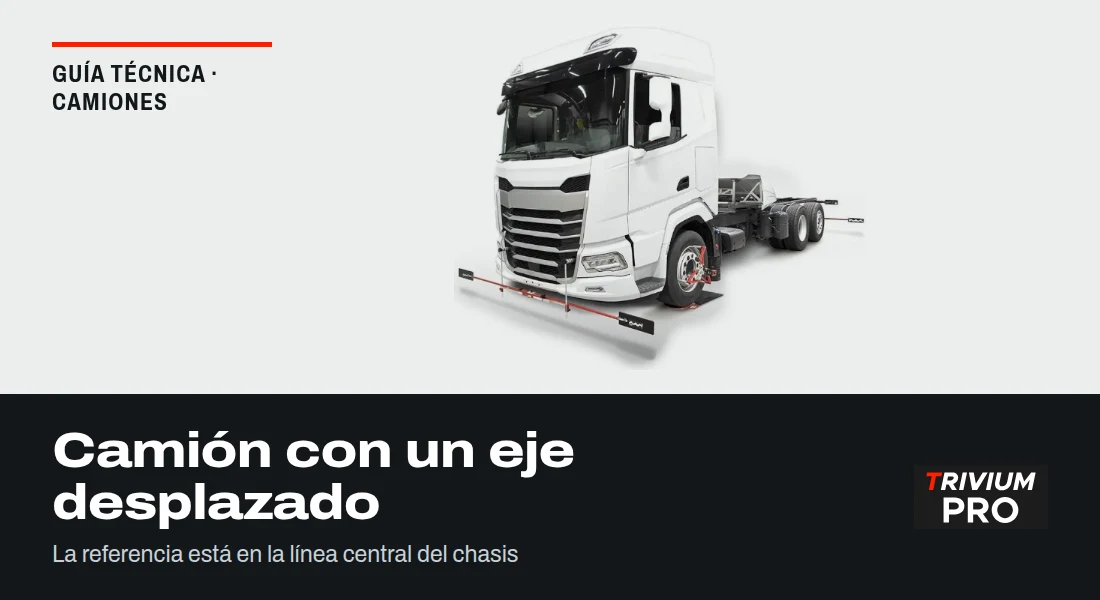 GUÍA TÉCNICA ·
CAMIONES
Camión con un eje
desplazado
La referencia está en la línea central del chasis
TRIVIUM
PRO